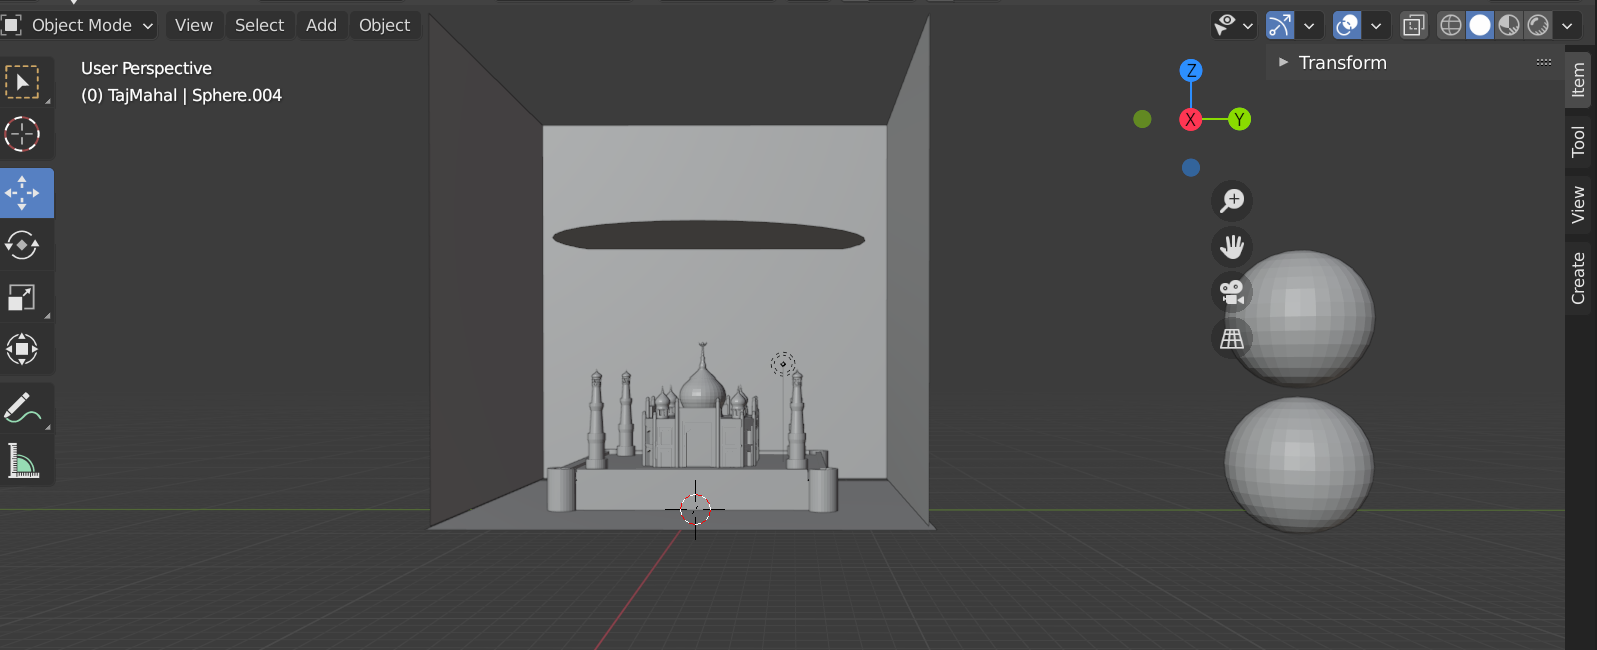 Object Mode View Select Add Object
User Perspective
(0) TajMahal | Sphere.004
Transform
Z
X Y
Item
Tool
View
Create